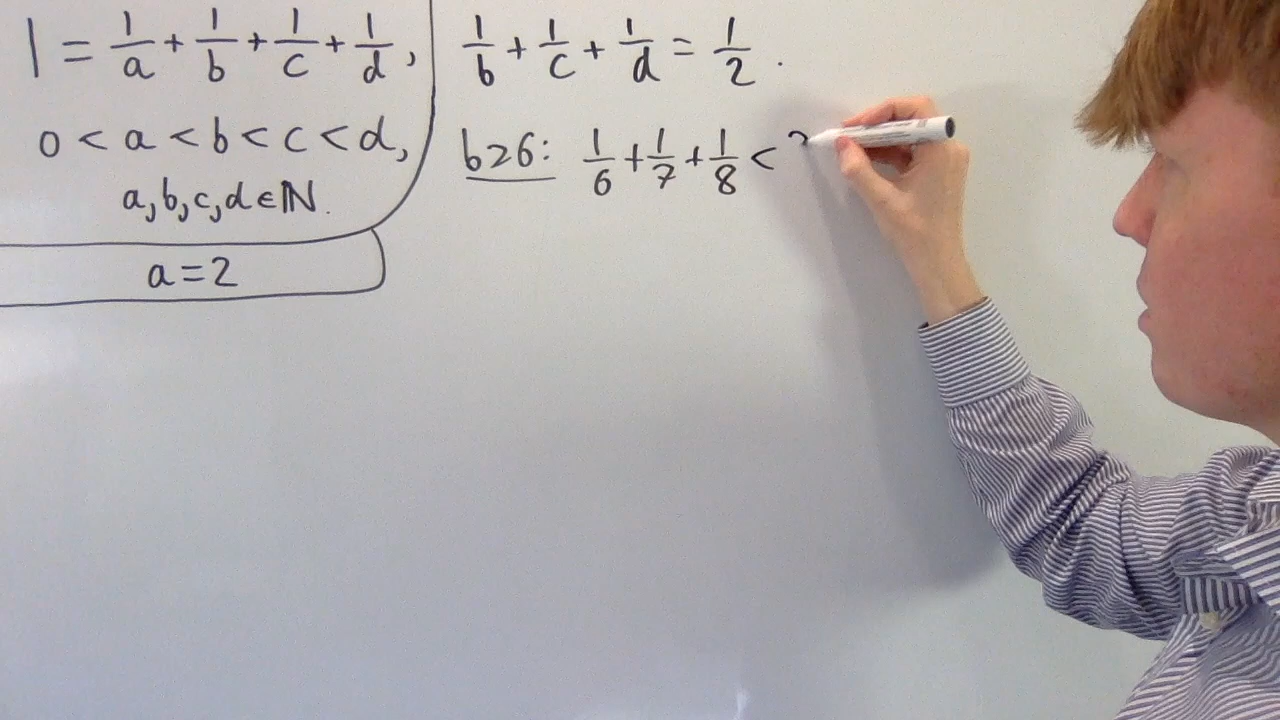 1 = 1/a + 1/b + 1/c + 1/d,
0 < a < b < c < d,
a, b, c, d ∈ ℕ.
a = 2
1/b + 1/c + 1/d = 1/2.
b≥6: 1/6 + 1/7 + 1/8 <